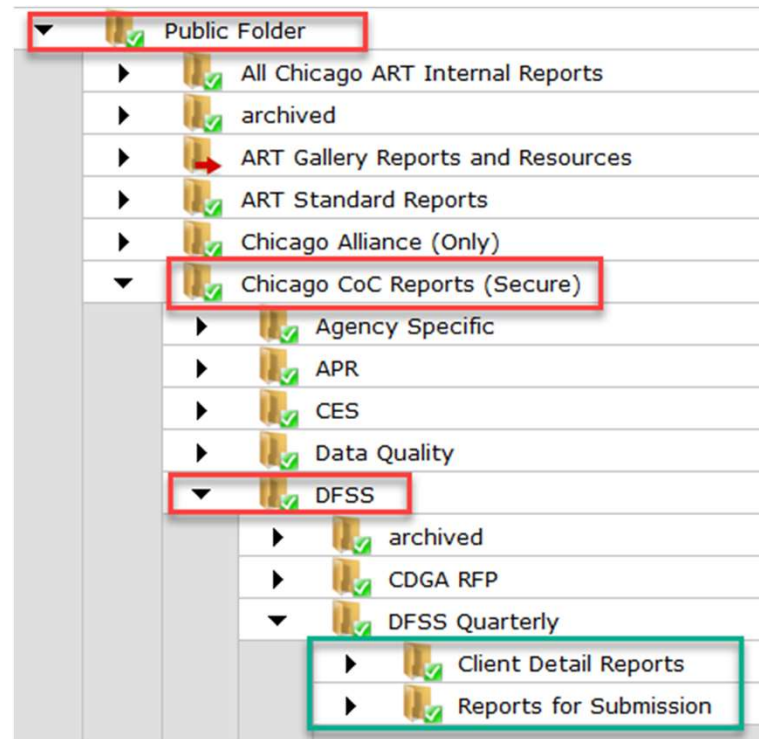 Public Folder
All Chicago ART Internal Reports
archived
ART Gallery Reports and Resources
ART Standard Reports
Chicago Alliance (Only)
Chicago CoC Reports (Secure)
Agency Specific
APR
CES
Data Quality
DFSS
archived
CDGA RFP
DFSS Quarterly
Client Detail Reports
Reports for Submission